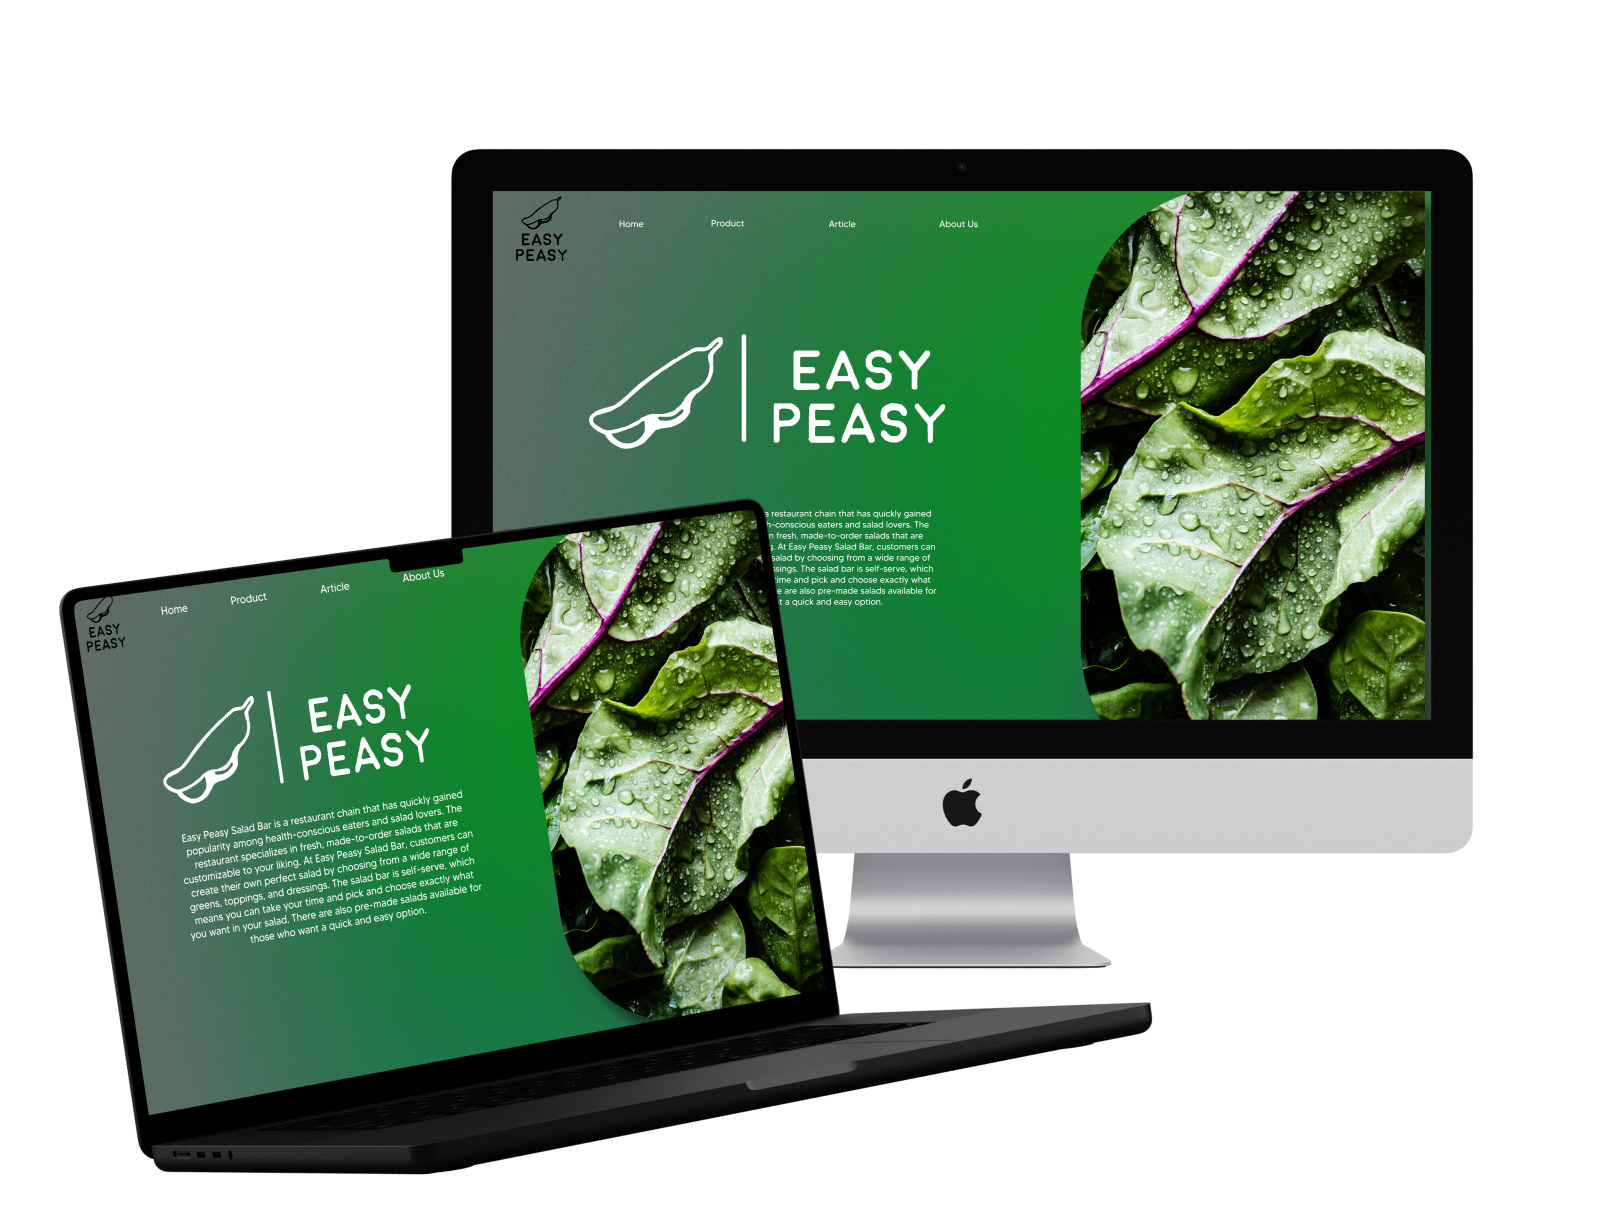 EASY
PEASY
Home
Product
Article
About Us
EASY
PEASY
a restaurant chain that has quickly gained
-conscious eaters and salad lovers. The
fresh, made-to-order salads that are
At Easy Peasy Salad Bar, customers can
salad by choosing from a wide range of
The salad bar is self-serve, which
time and pick and choose exactly what
are also pre-made salads available for
a quick and easy option.
EASY
PEASY
Home
Product
Article
About Us
EASY
PEASY
Easy Peasy Salad Bar is a restaurant chain that has quickly gained
popularity among health-conscious eaters and salad lovers. The
restaurant specializes in fresh, made-to-order salads that are
customizable to your liking. At Easy Peasy Salad Bar, customers can
create their own perfect salad by choosing from a wide range of
greens, toppings, and dressings. The salad bar is self-serve, which
means you can take your time and pick and choose exactly what
you want in your salad. There are also pre-made salads available for
those who want a quick and easy option.